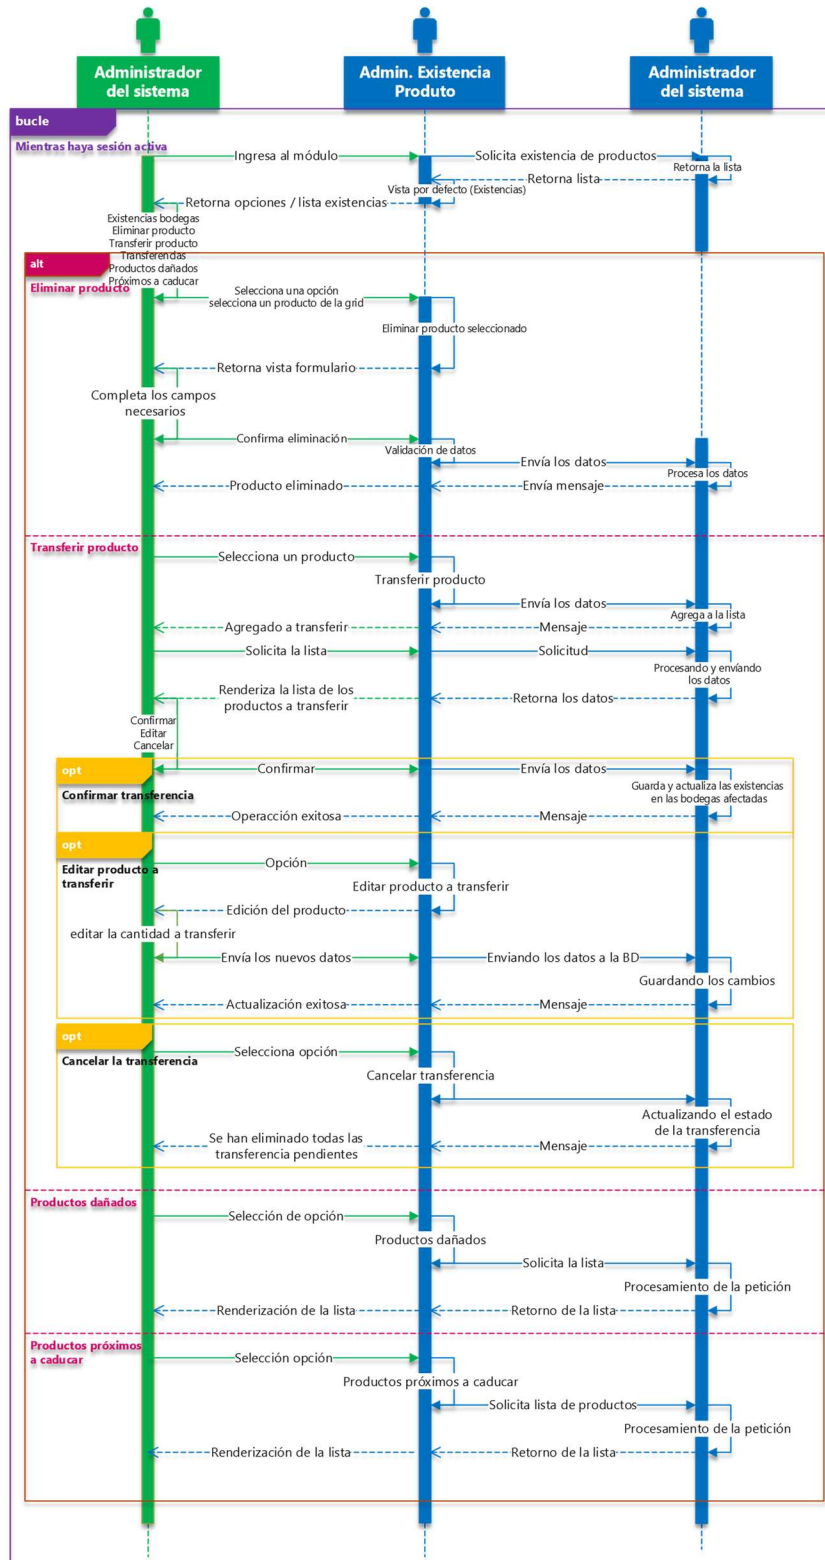 Administrador
del sistema
Admin. Existencia
Produto
Administrador
del sistema
bucle
Mientras haya sesión activa
Ingresa al módulo
Solicita existencia de productos
Retorna la lista
Retorna lista
Vista por defecto (Existencias)
Retorna opciones / lista existencias
Existencias bodegas
Eliminar producto
Transferir producto
Transferendas
Productos dañados
Próximos a caducar
alt
Eliminar producto
Selecciona una opción
selecciona un producto de la grid
Eliminar producto seleccionado
Retorna vista formulario
Completa los campos
necesarios
Confirma eliminación
Validación de datos
Envía los datos
Procesa los datos
Producto eliminado
Envía mensaje
Transferir producto
Selecciona un producto
Transferir producto
Envía los datos
Agrega a la lista
Agregado a transferir
Mensaje
Solicita la lista
Solicitud
Procesando y envíando
los datos
Renderiza la lista de los
productos a transferir
Retorna los datos
Confirmar
Editar
Cancelar
opt
Confirmar transferencia
Confirmar
Envía los datos
Guarda y actualiza las existencias
en las bodegas afectadas
Operacción exitosa
Mensaje
opt
Editar producto a
transferir
Opción
Editar producto a transferir
Edición del producto
editar la cantidad a transferir
Envía los nuevos datos
Enviando los datos a la BD
Guardando los cambios
Actualización exitosa
Mensaje
opt
Cancelar la transferencia
Selecciona opción
Cancelar transferencia
Actualizando el estado
de la transferencia
Se han eliminado todas las
transferencia pendientes
Mensaje
Productos dañados
Selección de opción
Productos dañados
Solicita la lista
Procesamiento de la petición
Renderización de la lista
Retorno de la lista
Productos próximos
a caducar
Selección opción
Productos próximos a caducar
Solicita lista de productos
Procesamiento de la petición
Renderización de la lista
Retorno de la lista